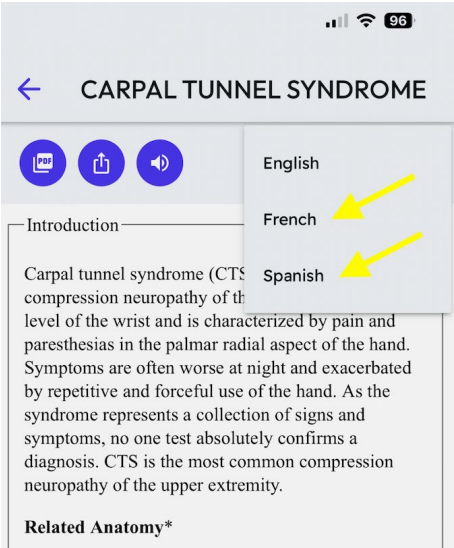 96
CARPAL TUNNEL SYNDROME
PDF
English
French
Spanish
Introduction
Carpal tunnel syndrome (CTS
compression neuropathy of th
level of the wrist and is characterized by pain and
paresthesias in the palmar radial aspect of the hand.
Symptoms are often worse at night and exacerbated
by repetitive and forceful use of the hand. As the
syndrome represents a collection of signs and
symptoms, no one test absolutely confirms a
diagnosis. CTS is the most common compression
neuropathy of the upper extremity.
Related Anatomy*